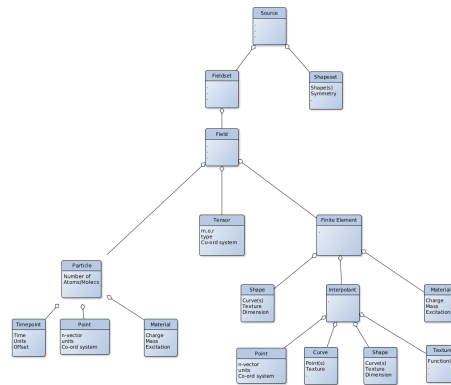 Source
Fieldset
Shapeset
Shape(s)
Symmetry
Field
Tensor
m,o,r
type
Co-ord system
Finite Element
Particle
Number of
Atoms/Molecs
Shape
Curve(s)
Texture
Dimension
Interpolant
Material
Charge
Mass
Excitation
Timepoint
Time
Units
Offset
Point
n-vector
units
Co-ord system
Material
Charge
Mass
Excitation
Point
n-vector
units
Co-ord system
Curve
Point(s)
Texture
Shape
Curve(s)
Texture
Dimension
Texture
Function(